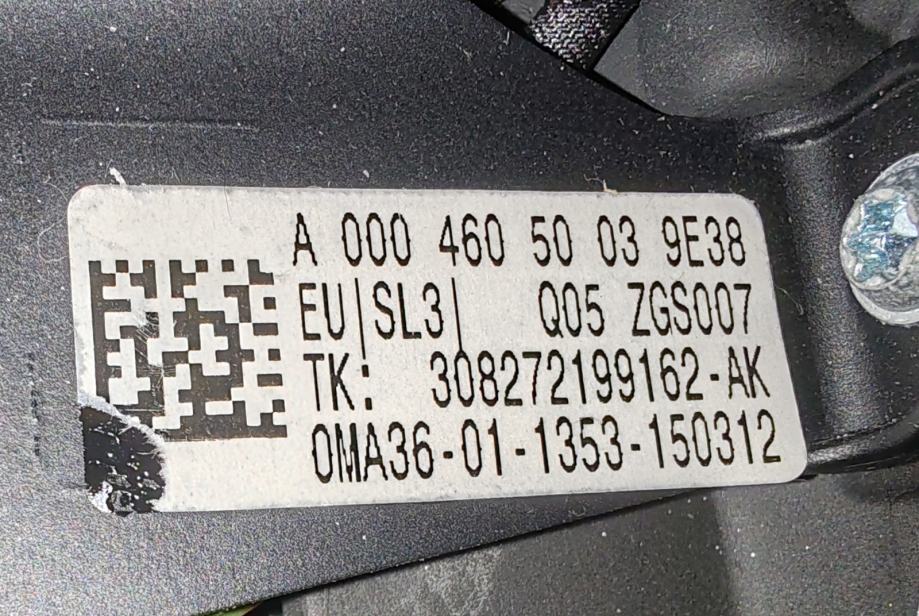 A 000 460 50 03 9E38
EU|SL3| Q05 ZGS007
TK: 308272199162-AK
0MA36-01-1353-150312